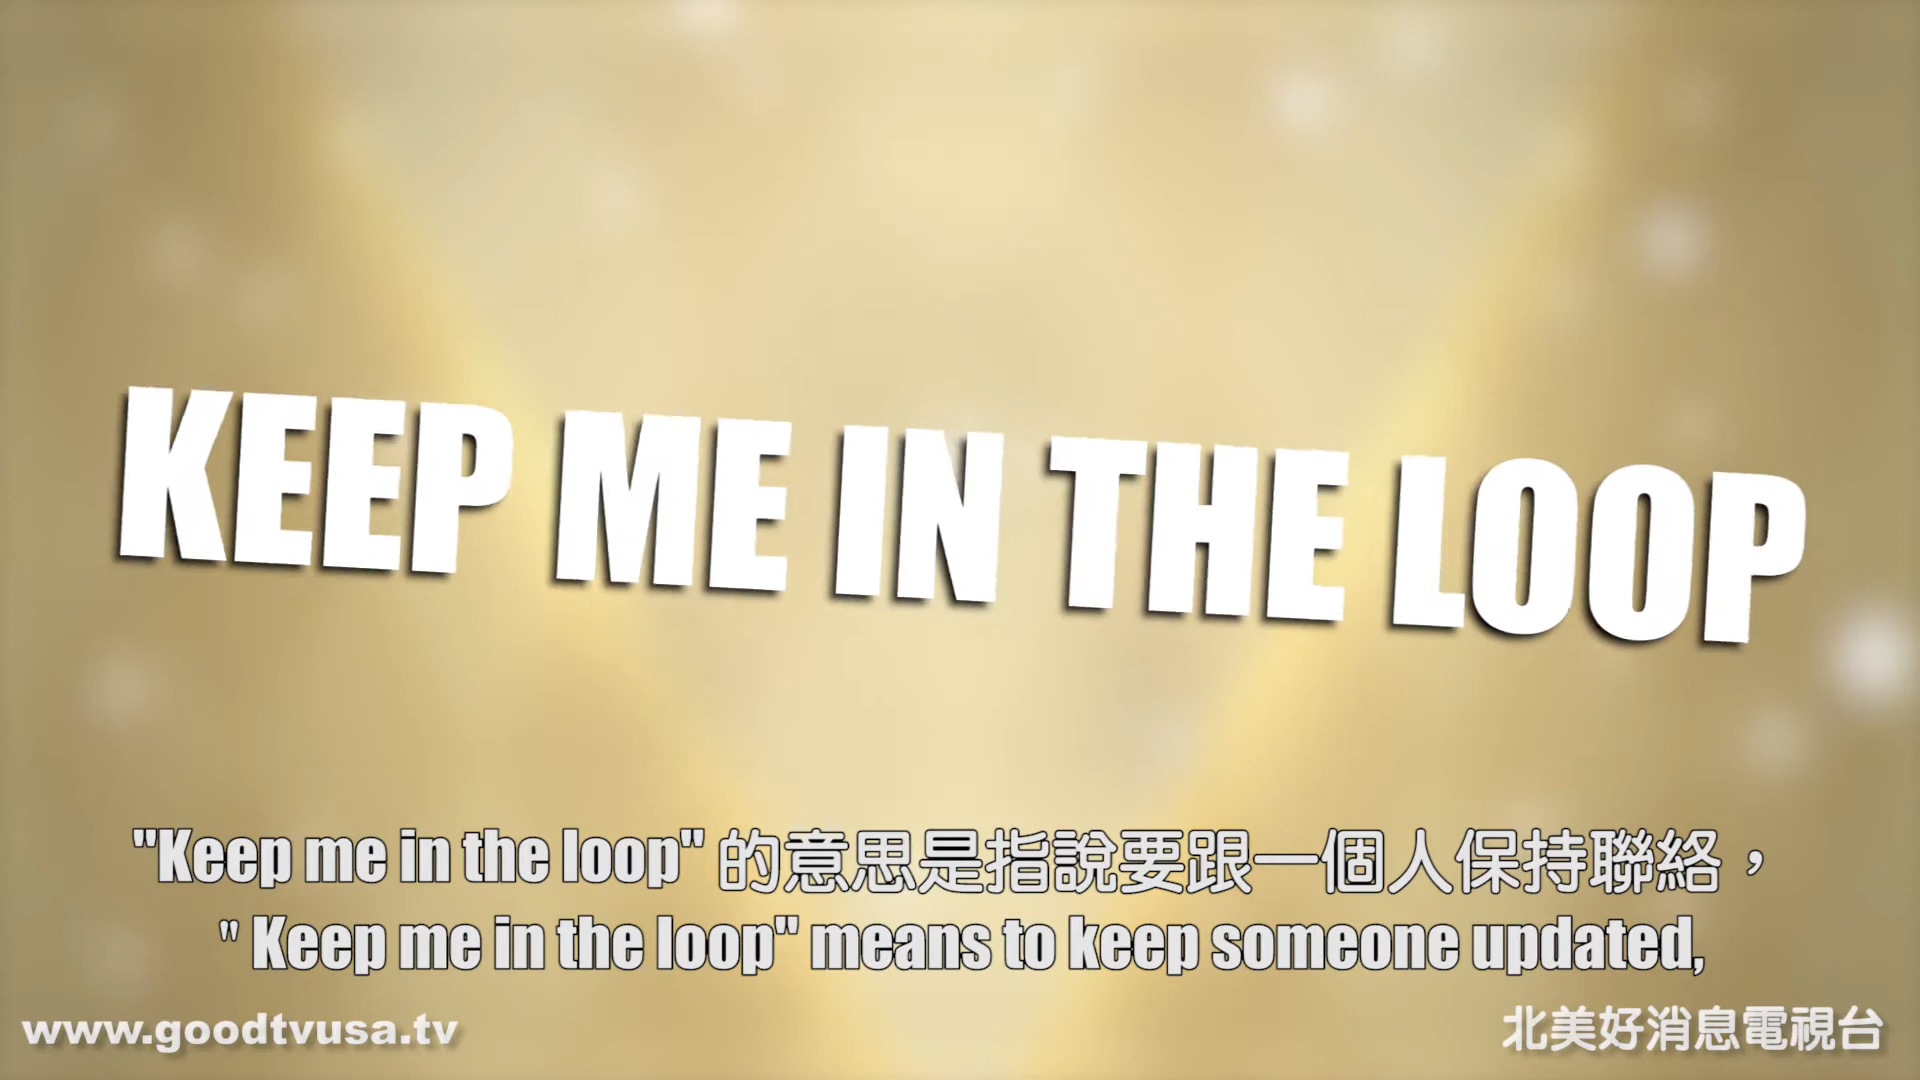 KEEP ME IN THE LOOP
"Keep me in the loop" 的意思是指說要跟一個人保持聯絡，
" Keep me in the loop" means to keep someone updated,
www.goodtvusa.tv
北美好消息電視台